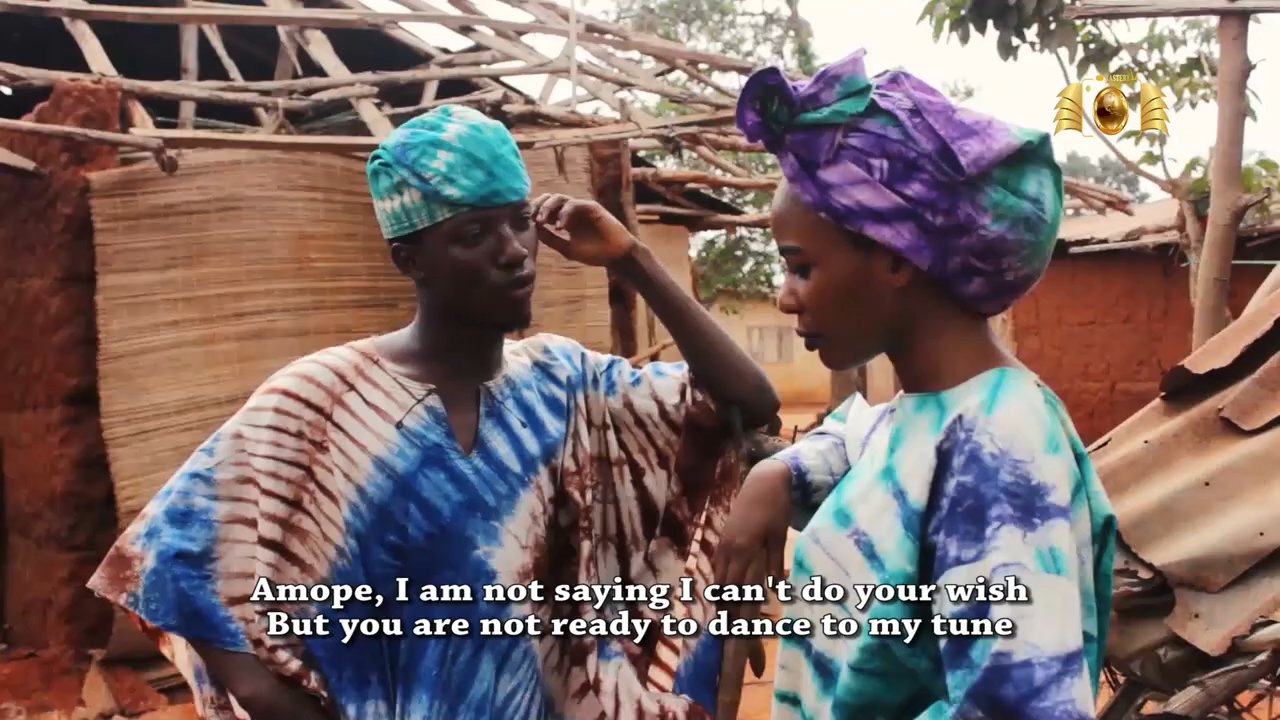 Amope, I am not saying I can't do your wish
But you are not ready to dance to my tune